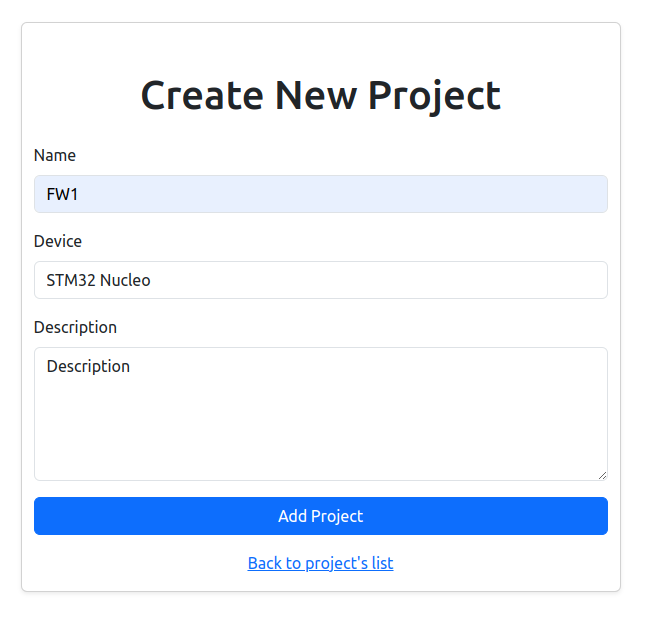 Create New Project
Name
FW1
Device
STM32 Nucleo
Description
Description
Add Project
Back to project's list